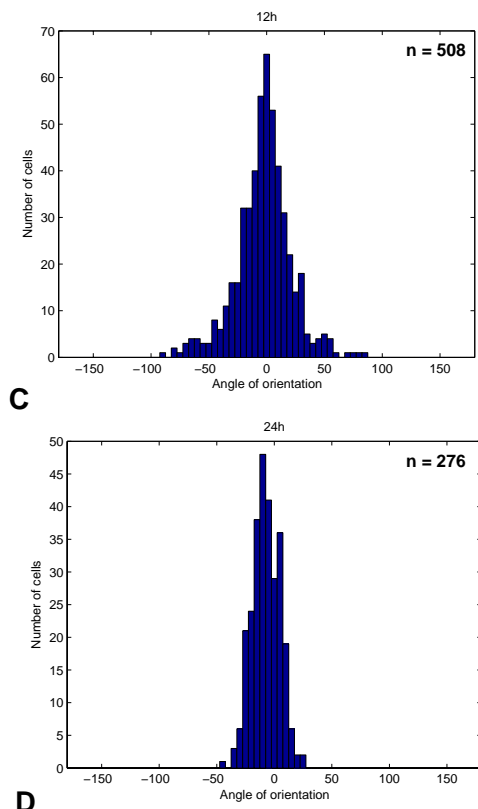 12h
n = 508
70
60
50
40
30
20
10
0
Number of cells
−150 −100 −50 0 50 100 150
Angle of orientation
C
24h
n = 276
50
45
40
35
30
25
20
15
10
5
0
Number of cells
−150 −100 −50 0 50 100 150
Angle of orientation
D